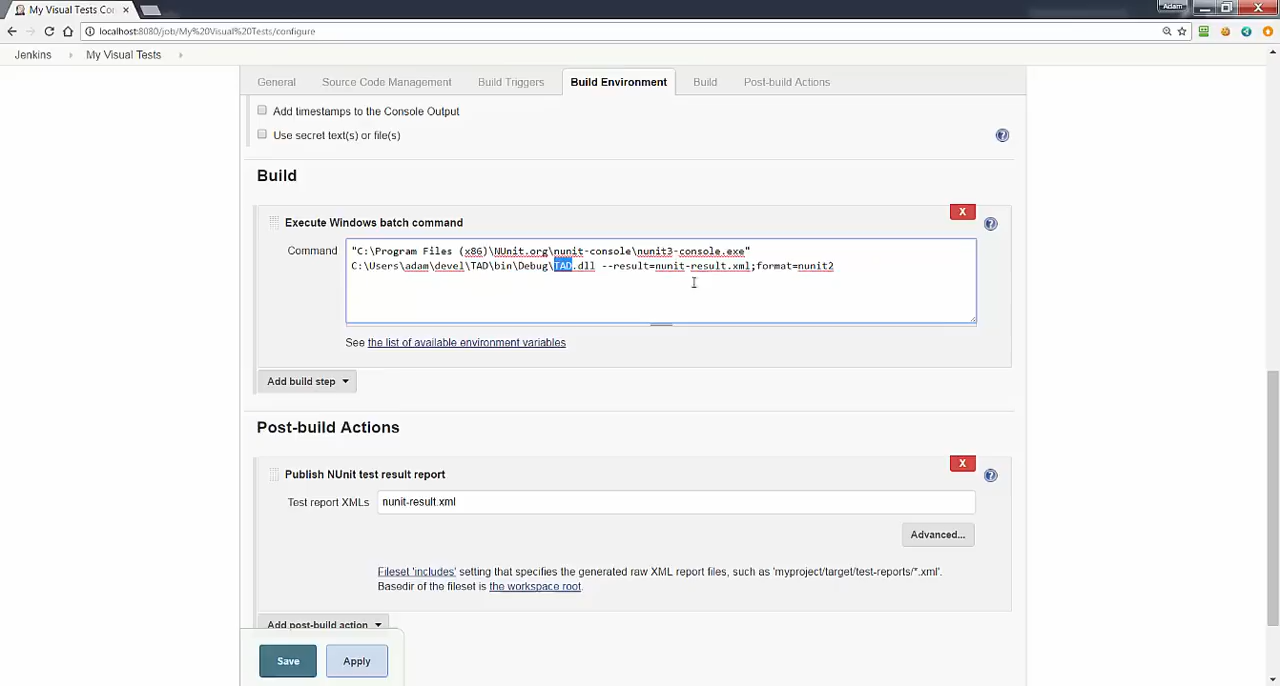 My Visual Tests Co
Adam
localhost:8080/job/My%20Visual%20Tests/configure
Jenkins My Visual Tests
General Source Code Management Build Triggers Build Environment Build Post-build Actions
Add timestamps to the Console Output
Use secret text(s) or file(s)
Build
Execute Windows batch command
X
Command
"C:\Program Files (x86)\NUnit.org\nunit-console\nunit3-console.exe"
C:\Users\adam\devel\TAD\bin\Debug\TAD.dll --result=nunit-result.xml;format=nunit2
See the list of available environment variables
Add build step
Post-build Actions
X
Publish NUnit test result report
Test report XMLs nunit-result.xml
Advanced...
Fileset 'includes' setting that specifies the generated raw XML report files, such as 'myproject/target/test-reports/*.xml'.
Basedir of the fileset is the workspace root.
Add post-build action
Save Apply